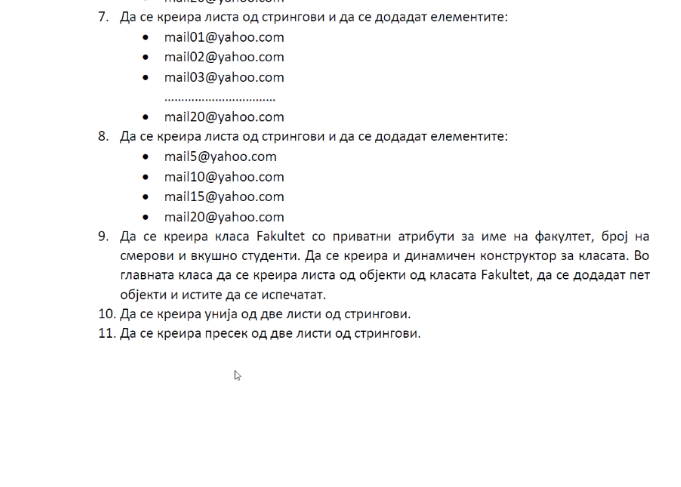 7. Да се креира листа од стрингови и да се додадат елементите:
• mail01@yahoo.com
• mail02@yahoo.com
• mail03@yahoo.com
.................................
• mail20@yahoo.com
8. Да се креира листа од стрингови и да се додадат елементите:
• mail5@yahoo.com
• mail10@yahoo.com
• mail15@yahoo.com
• mail20@yahoo.com
9. Да се креира класа Fakultet со приватни атрибути за име на факултет, број на
смерови и вкушно студенти. Да се креира и динамичен конструктор за класата. Во
главната класа да се креира листа од објекти од класата Fakultet, да се додадат пет
објекти и истите да се испечатат.
10. Да се креира унија од две листи од стрингови.
11. Да се креира пресек од две листи од стрингови.